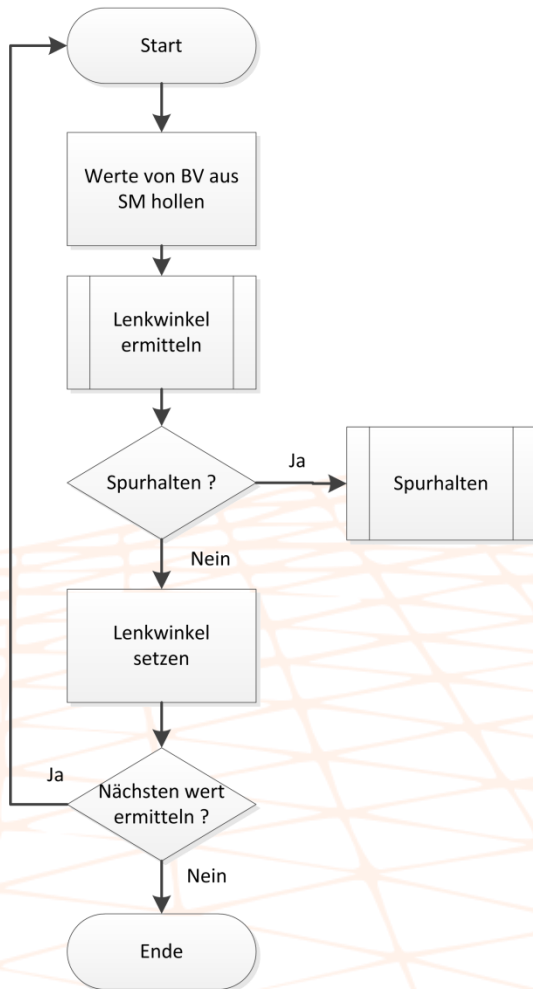 Start
Werte von BV aus
SM hollen
Lenkwinkel
ermitteln
Spurhalten ?
Ja
Spurhalten
Nein
Lenkwinkel
setzen
Ja
Nächsten wert
ermitteln ?
Nein
Ende